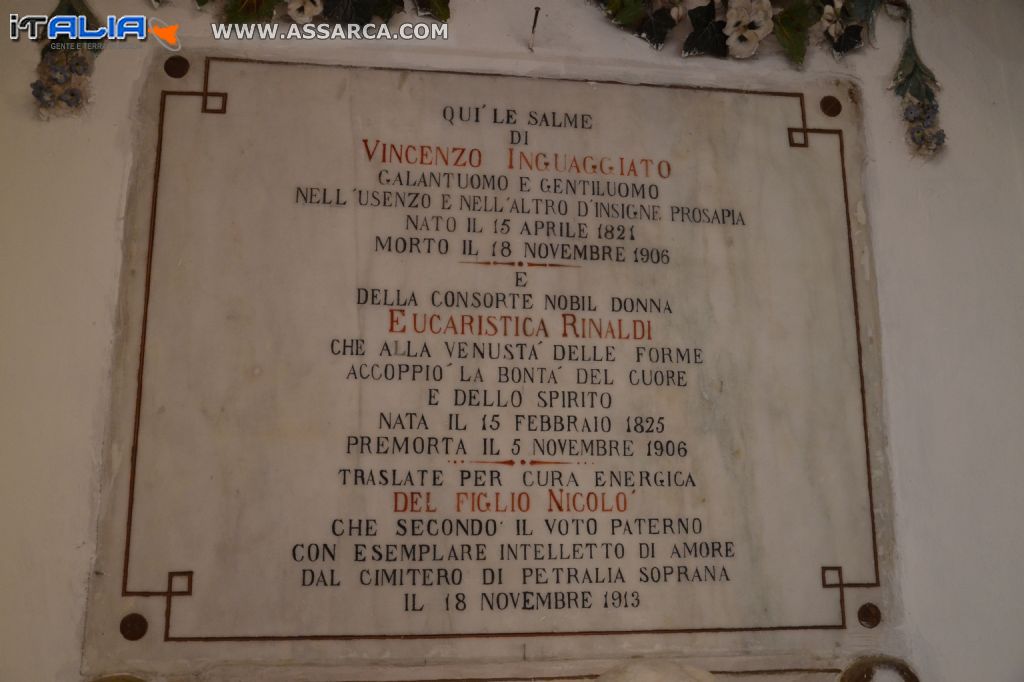 iTALIA
GENTE E TERRA
WWW.ASSARCA.COM
QUI´ LE SALME
DI
VINCENZO INGUAGGIATO
GALANTUOMO E GENTILUOMO
NELL´USENZO E NELL´ALTRO D´INSIGNE PROSAPIA
NATO IL 15 APRILE 1821
MORTO IL 18 NOVEMBRE 1906
E
DELLA CONSORTE NOBIL DONNA
EUCARISTICA RINALDI
CHE ALLA VENUSTA´ DELLE FORME
ACCOPPIO´ LA BONTA´ DEL CUORE
E DELLO SPIRITO
NATA IL 15 FEBBRAIO 1825
PREMORTA IL 5 NOVEMBRE 1906
TRASLATE PER CURA ENERGICA
DEL FIGLIO NICOLO´
CHE SECONDO´ IL VOTO PATERNO
CON ESEMPLARE INTELLETTO DI AMORE
DAL CIMITERO DI PETRALIA SOPRANA
IL 18 NOVEMBRE 1913